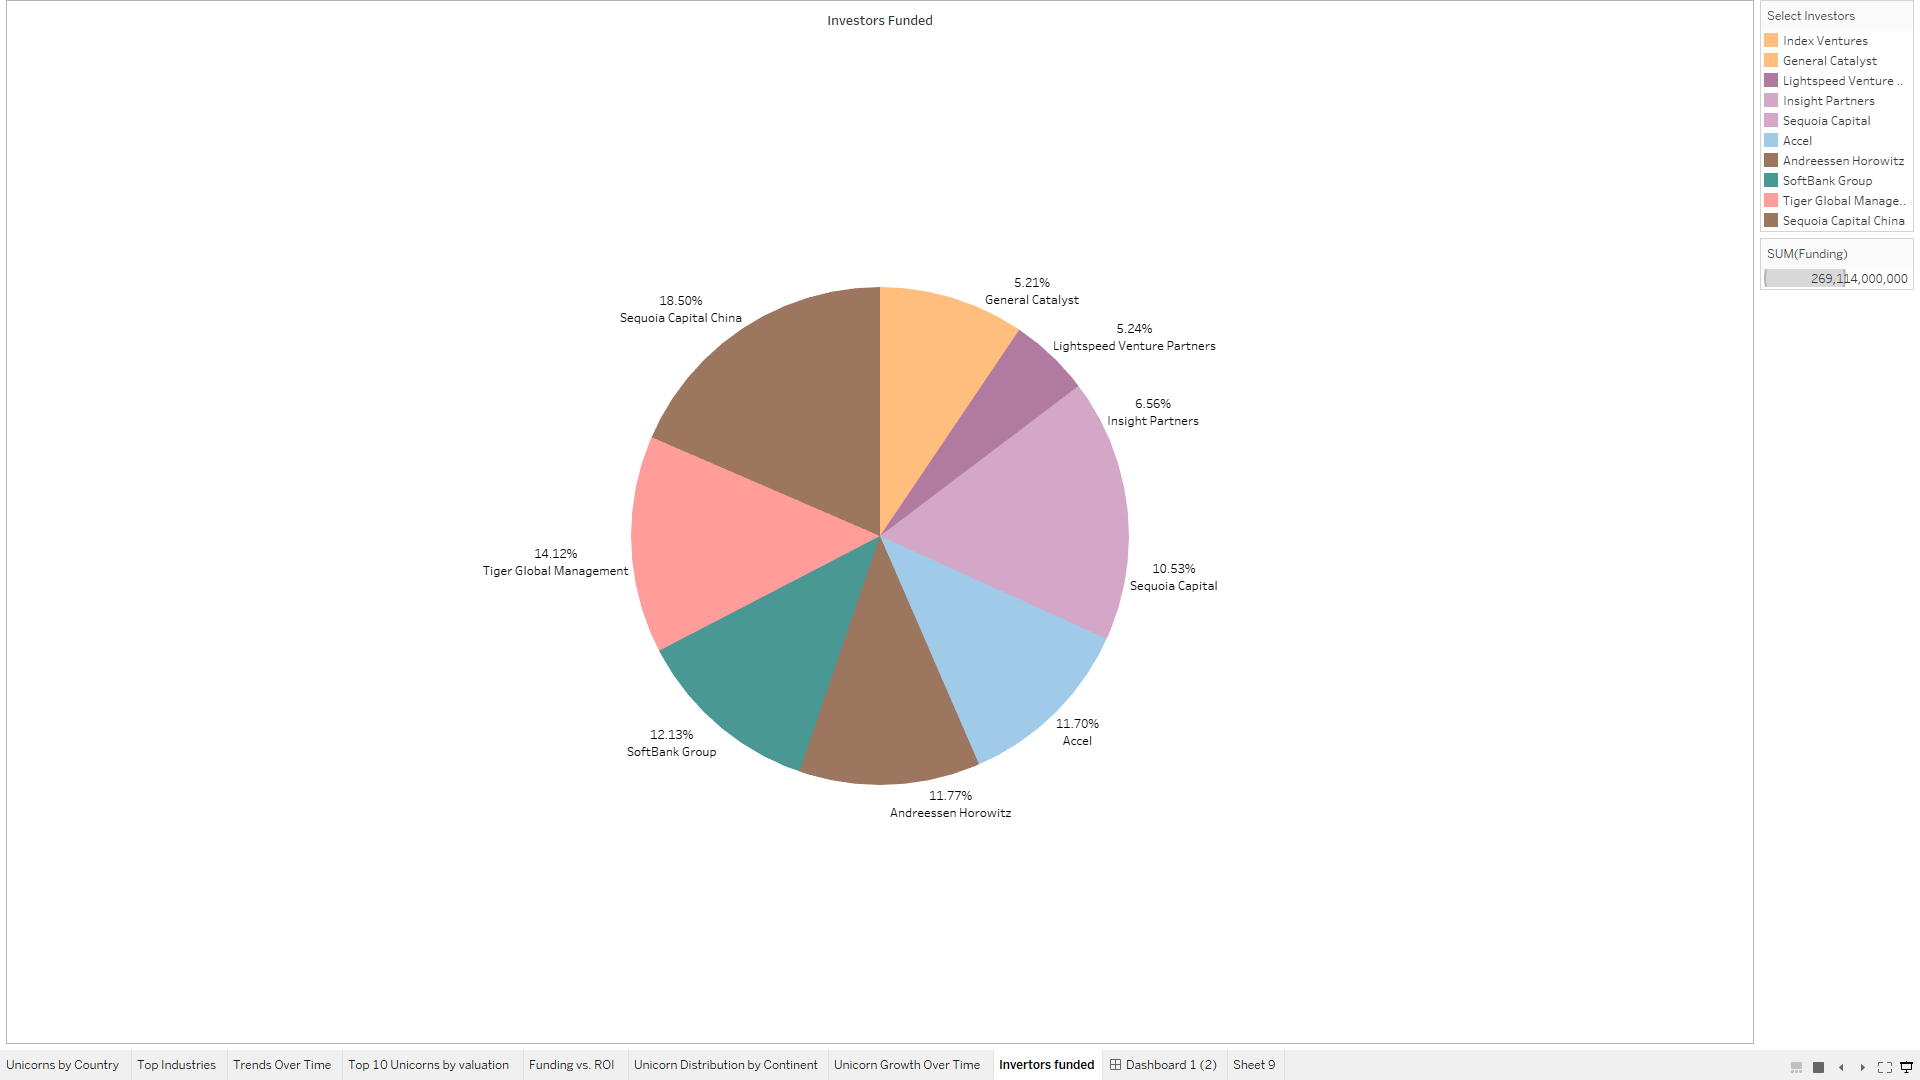 Investors Funded
5.21%
General Catalyst
5.24%
Lightspeed Venture Partners
6.56%
Insight Partners
10.53%
Sequoia Capital
11.70%
Accel
11.77%
Andreessen Horowitz
12.13%
SoftBank Group
14.12%
Tiger Global Management
18.50%
Sequoia Capital China
Select Investors
Index Ventures
General Catalyst
Lightspeed Venture ..
Insight Partners
Sequoia Capital
Accel
Andreessen Horowitz
SoftBank Group
Tiger Global Manage..
Sequoia Capital China
SUM(Funding)
269,114,000,000
Unicorns by Country
Top Industries
Trends Over Time
Top 10 Unicorns by valuation
Funding vs. ROI
Unicorn Distribution by Continent
Unicorn Growth Over Time
Invertors funded
Dashboard 1 (2)
Sheet 9